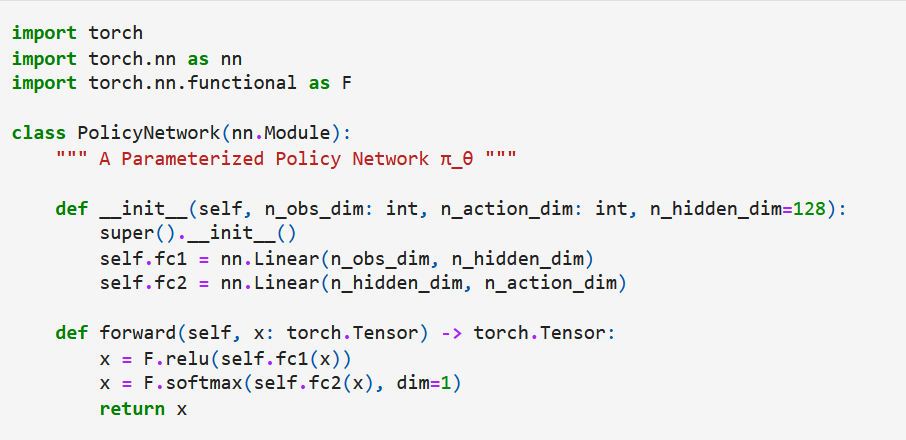 import torch
import torch.nn as nn
import torch.nn.functional as F

class PolicyNetwork(nn.Module):
    """ A Parameterized Policy Network π_θ """

    def __init__(self, n_obs_dim: int, n_action_dim: int, n_hidden_dim=128):
        super().__init__()
        self.fc1 = nn.Linear(n_obs_dim, n_hidden_dim)
        self.fc2 = nn.Linear(n_hidden_dim, n_action_dim)

    def forward(self, x: torch.Tensor) -> torch.Tensor:
        x = F.relu(self.fc1(x))
        x = F.softmax(self.fc2(x), dim=1)
        return x